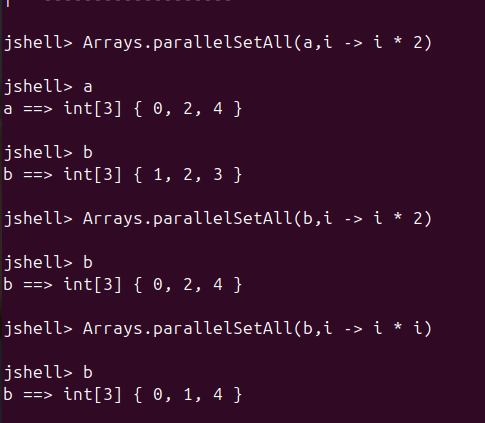 jshell> Arrays.parallelSetAll(a,i -> i * 2)
jshell> a
a ==> int[3] { 0, 2, 4 }
jshell> b
b ==> int[3] { 1, 2, 3 }
jshell> Arrays.parallelSetAll(b,i -> i * 2)
jshell> b
b ==> int[3] { 0, 2, 4 }
jshell> Arrays.parallelSetAll(b,i -> i * i)
jshell> b
b ==> int[3] { 0, 1, 4 }